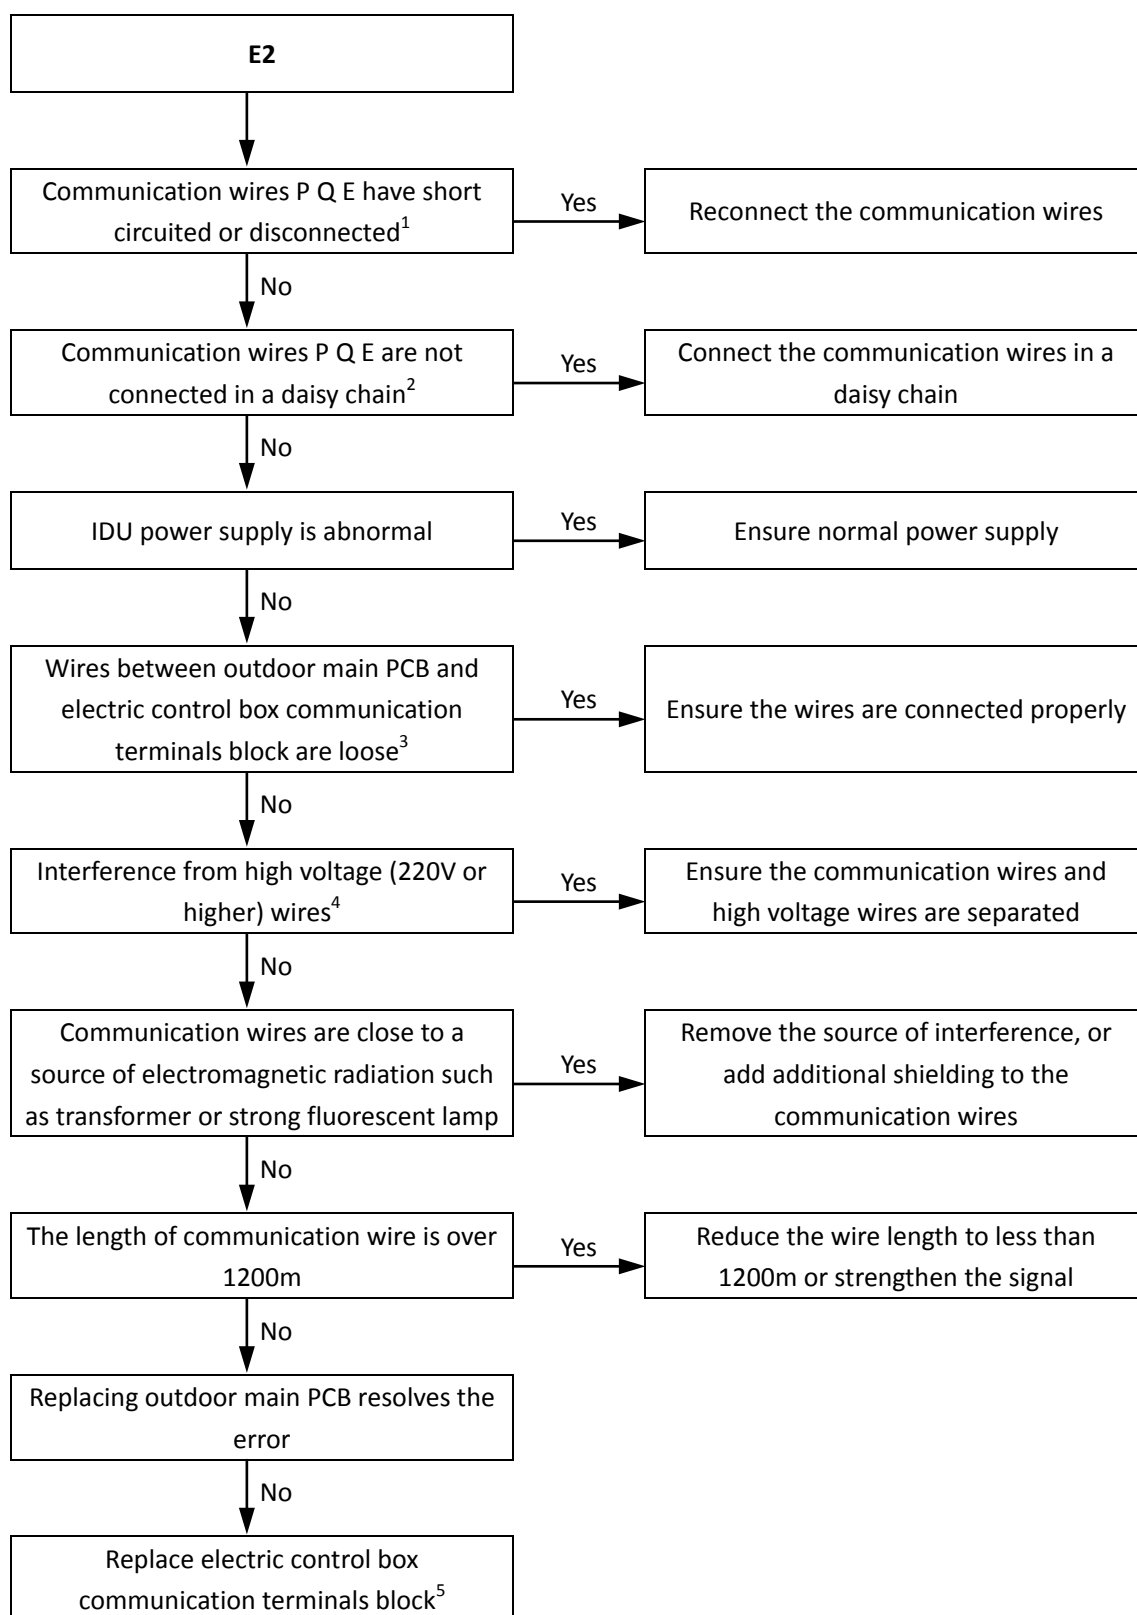 E2
Communication wires P Q E have short
circuited or disconnected1
Yes
Reconnect the communication wires
No
Communication wires P Q E are not
connected in a daisy chain2
Yes
Connect the communication wires in a
daisy chain
No
IDU power supply is abnormal
Yes
Ensure normal power supply
No
Wires between outdoor main PCB and
electric control box communication
terminals block are loose3
Yes
Ensure the wires are connected properly
No
Interference from high voltage (220V or
higher) wires4
Yes
Ensure the communication wires and
high voltage wires are separated
No
Communication wires are close to a
source of electromagnetic radiation such
as transformer or strong fluorescent lamp
Yes
Remove the source of interference, or
add additional shielding to the
communication wires
No
The length of communication wire is over
1200m
Yes
Reduce the wire length to less than
1200m or strengthen the signal
No
Replacing outdoor main PCB resolves the
error
No
Replace electric control box
communication terminals block5